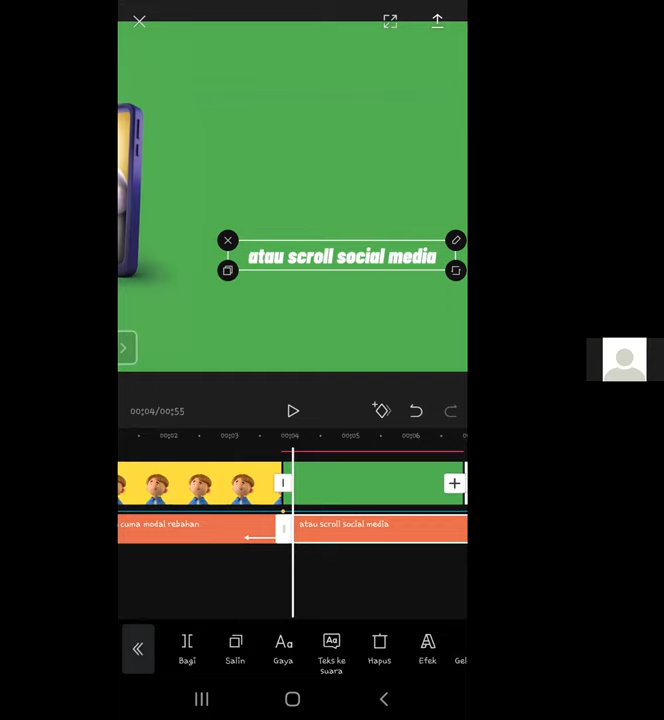 atau scroll social media
00:04/00:55
00:02
00:03
00:04
00:05
00:06
cuma modal rebahan
atau scroll social media
Bagi
Salin
Gaya
Teks ke
suara
Hapus
Efek
Gel